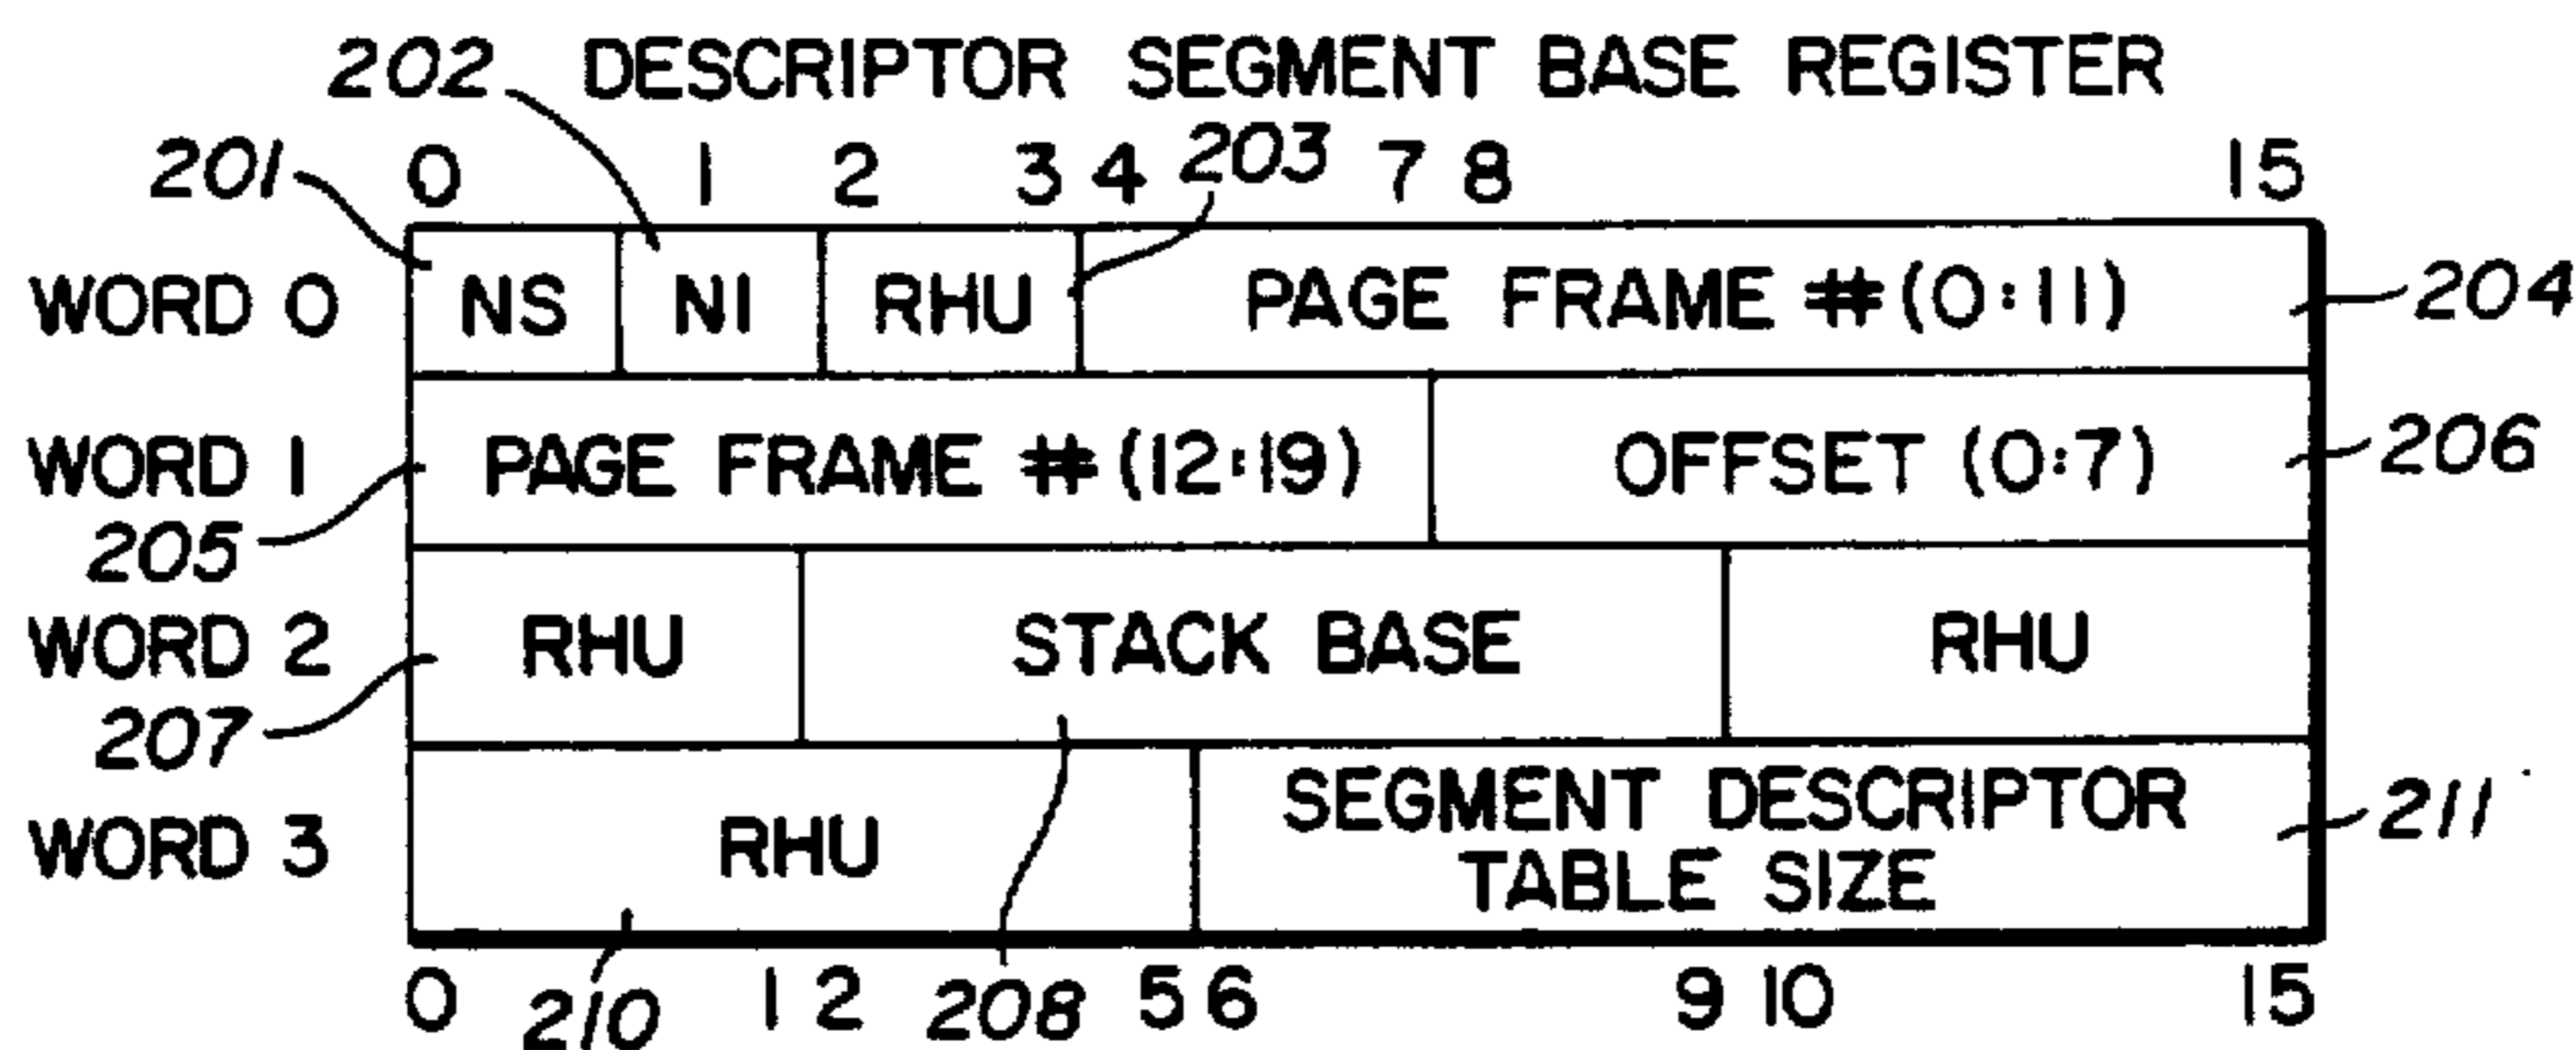 202 DESCRIPTOR SEGMENT BASE REGISTER
201 0 1 2 3 4 203 7 8 15
WORD 0 NS NI RHU PAGE FRAME #(0:11) 204
WORD 1 PAGE FRAME #(12:19) OFFSET (0:7) 206
205
WORD 2 RHU STACK BASE RHU
207
WORD 3 RHU SEGMENT DESCRIPTOR 211
TABLE SIZE
0 210 1 2 208 5 6 9 10 15